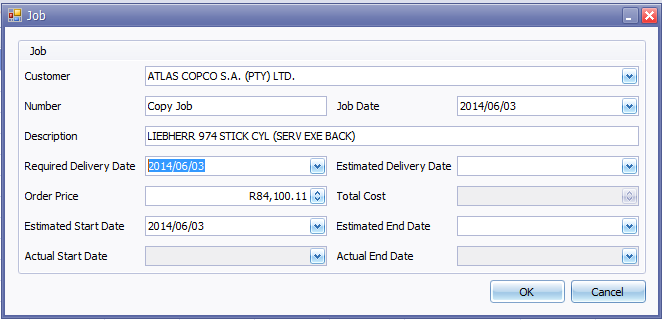 Job
Job
Customer ATLAS COPCO S.A. (PTY) LTD.
Number Copy Job Job Date 2014/06/03
Description LIEBHERR 974 STICK CYL (SERV EXE BACK)
Required Delivery Date 2014/06/03 Estimated Delivery Date
Order Price R84,100.11 Total Cost
Estimated Start Date 2014/06/03 Estimated End Date
Actual Start Date Actual End Date
OK Cancel